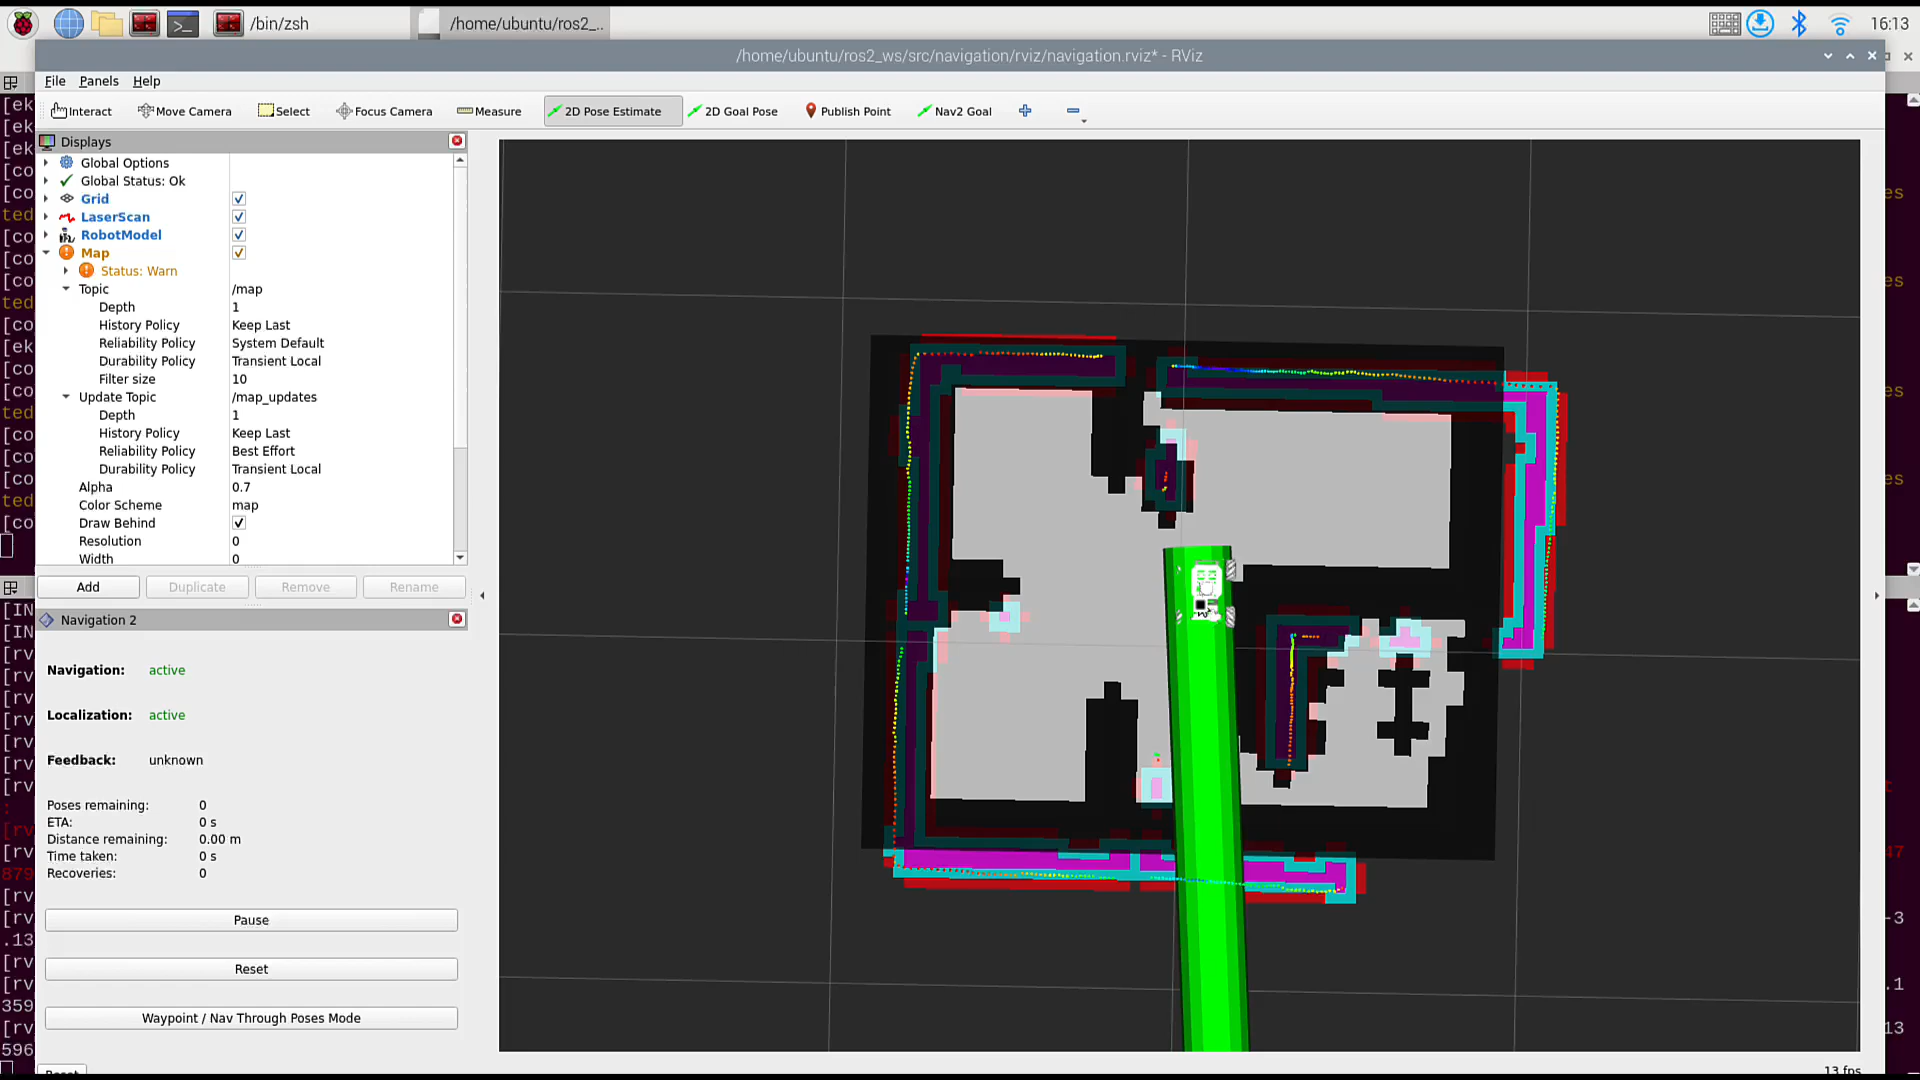 /bin/zsh
/home/ubuntu/ros2_..
16:13
/home/ubuntu/ros2_ws/src/navigation/rviz/navigation.rviz* - RViz
File Panels Help
Interact Move Camera Select Focus Camera Measure 2D Pose Estimate 2D Goal Pose Publish Point Nav2 Goal
Displays
Global Options
Global Status: Ok
Grid
LaserScan
RobotModel
Map
Status: Warn
Topic /map
Depth 1
History Policy Keep Last
Reliability Policy System Default
Durability Policy Transient Local
Filter size 10
Update Topic /map_updates
Depth 1
History Policy Keep Last
Reliability Policy Best Effort
Durability Policy Transient Local
Alpha 0.7
Color Scheme map
Draw Behind
Resolution 0
Width 0
Add Duplicate Remove Rename
Navigation 2
Navigation: active
Localization: active
Feedback: unknown
Poses remaining: 0
ETA: 0 s
Distance remaining: 0.00 m
Time taken: 0 s
Recoveries: 0
Pause
Reset
Waypoint / Nav Through Poses Mode
Reset
13 fps